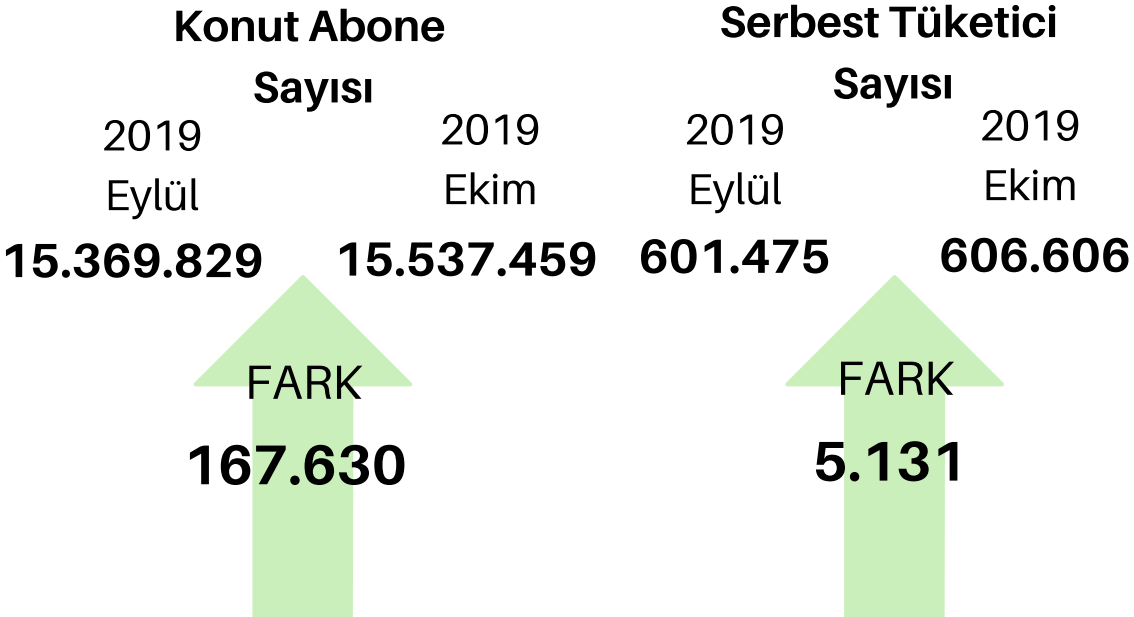 Konut Abone
Sayısı
2019
Eylül
15.369.829
2019
Ekim
15.537.459
FARK
167.630
Serbest Tüketici
Sayısı
2019
Eylül
601.475
2019
Ekim
606.606
FARK
5.131